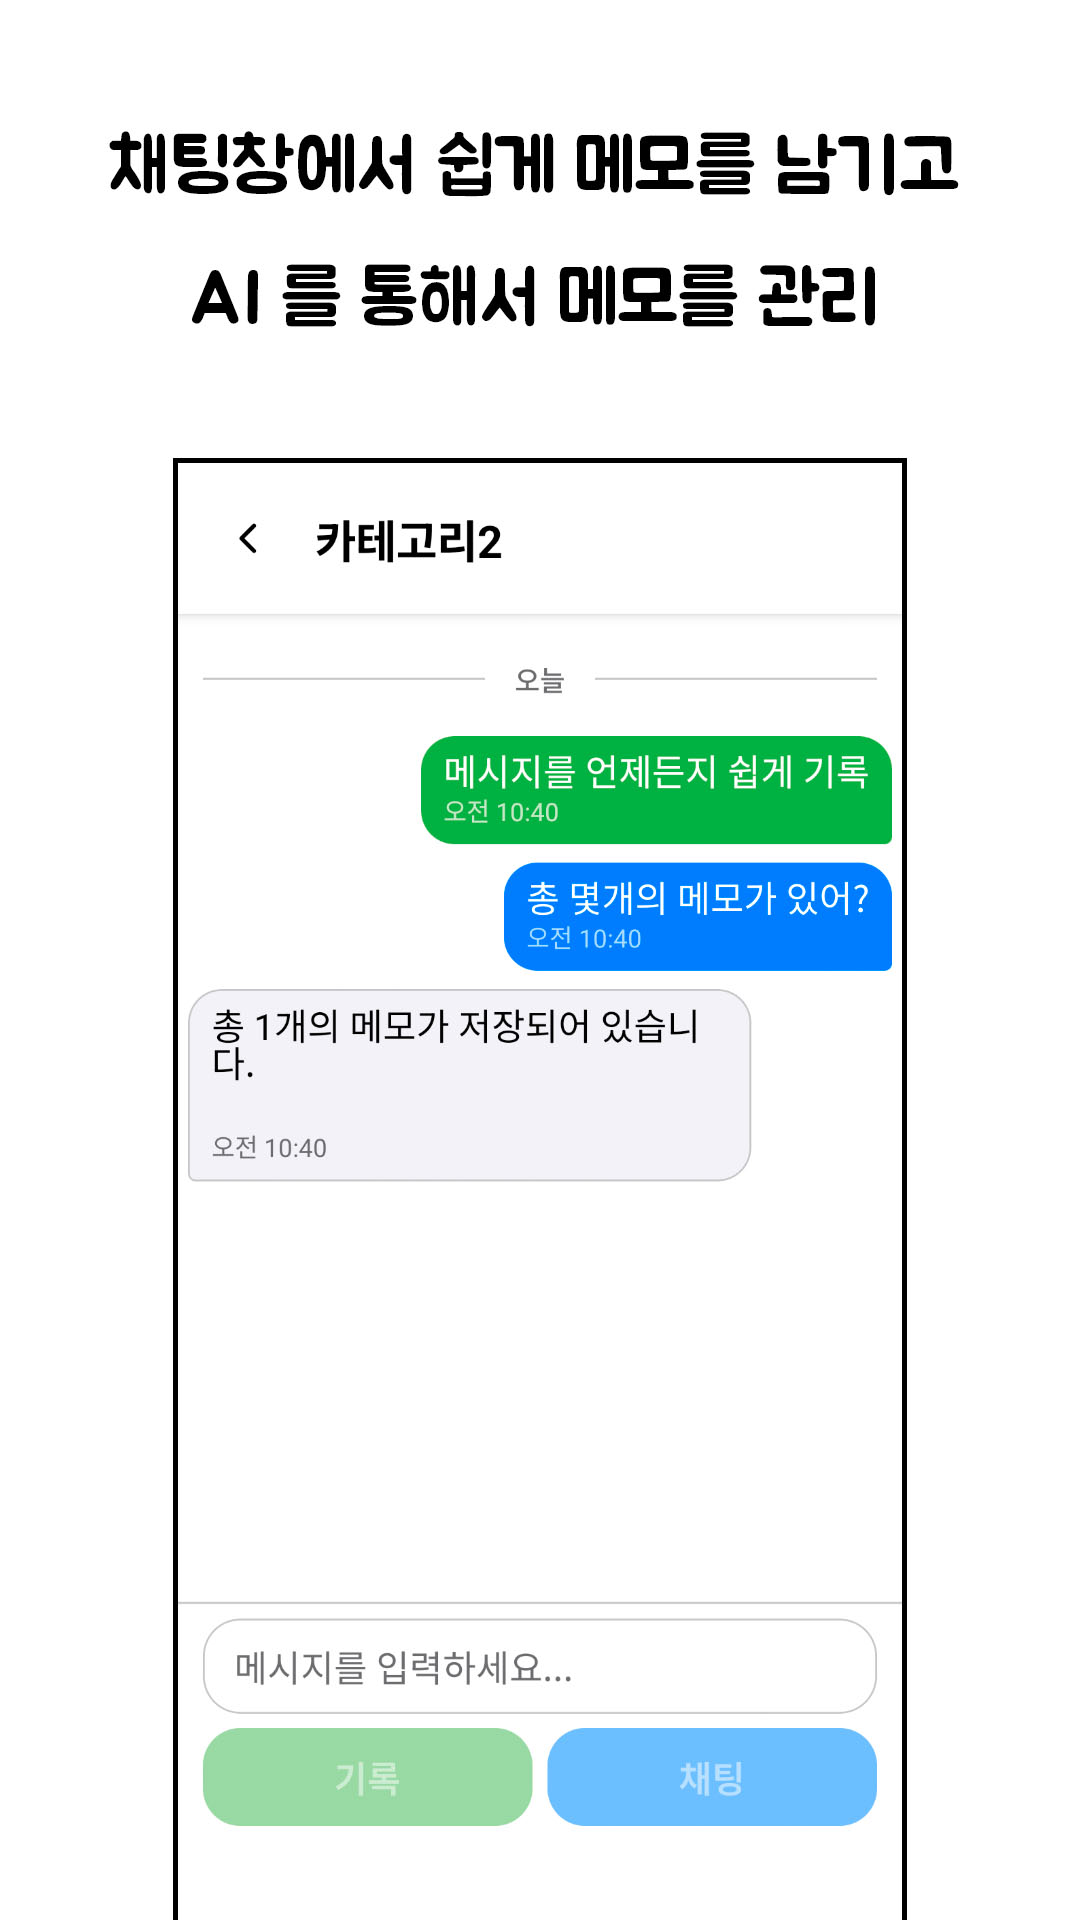 채팅창에서 쉽게 메모를 남기고
AI 를 통해서 메모를 관리
카테고리2
오늘
메시지를 언제든지 쉽게 기록
오전 10:40
총 몇개의 메모가 있어?
오전 10:40
총 1개의 메모가 저장되어 있습니
다.
오전 10:40
메시지를 입력하세요...
기록 채팅